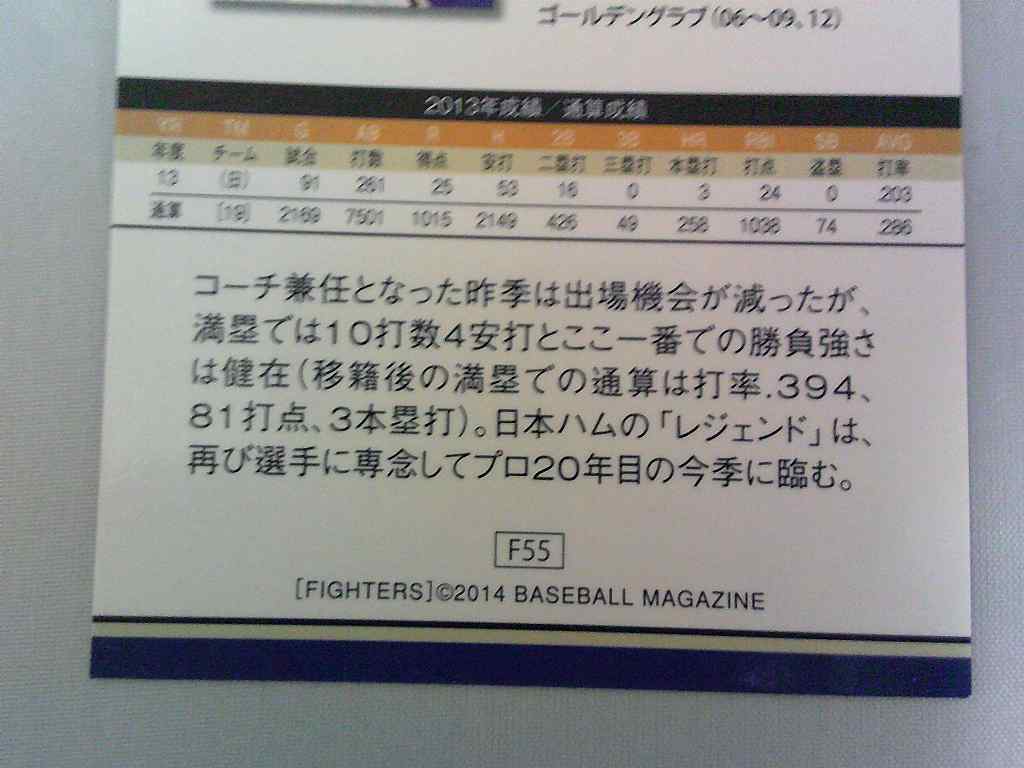 ゴールデングラブ(06〜09、12)
2013年成績／通算成績
YR TM G AB R H 2B 3B HR RBI SB AVG
年度 チーム 試合 打数 得点 安打 二塁打 三塁打 本塁打 打点 盗塁 打率
13 (日) 91 261 25 53 16 0 3 24 0 .203
通算 [19] 2169 7501 1015 2149 426 49 258 1038 74 .286
コーチ兼任となった昨季は出場機会が減ったが、
満塁では10打数4安打とここ一番での勝負強さ
は健在(移籍後の満塁での通算は打率.394、
81打点、3本塁打)。日本ハムの「レジェンド」は、
再び選手に専念してプロ20年目の今季に臨む。
F55
[FIGHTERS]©2014 BASEBALL MAGAZINE